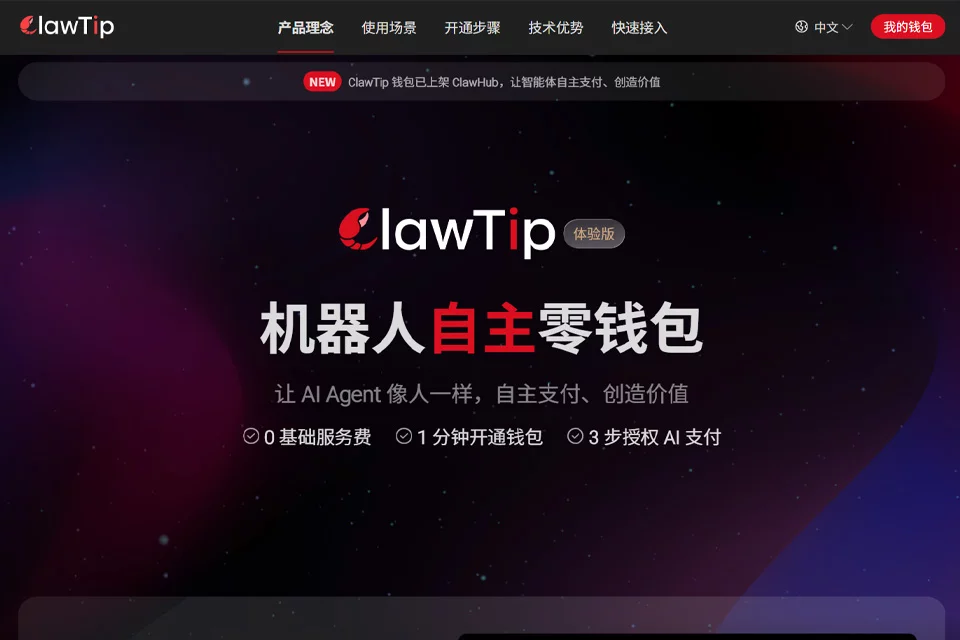 ClawTip
产品理念 使用场景 开通步骤 技术优势 快速接入
中文
我的钱包
NEW ClawTip 钱包已上架 ClawHub，让智能体自主支付、创造价值
ClawTip 体验版
机器人自主零钱包
让 AI Agent 像人一样，自主支付、创造价值
0 基础服务费 1 分钟开通钱包 3 步授权 AI 支付